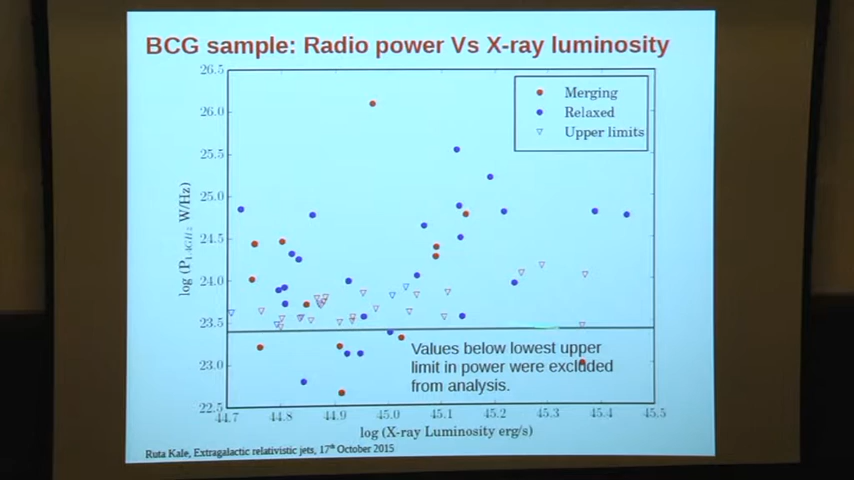 BCG sample: Radio power Vs X-ray luminosity
26.5
26.0
25.5
25.0
24.5
24.0
23.5
23.0
22.5
log (P1.4GHz W/Hz)
Merging
Relaxed
Upper limits
Values below lowest upper
limit in power were excluded
from analysis.
44.7 44.8 44.9 45.0 45.1 45.2 45.3 45.4 45.5
log (X-ray Luminosity erg/s)
Ruta Kale, Extragalactic relativistic jets, 17th October 2015